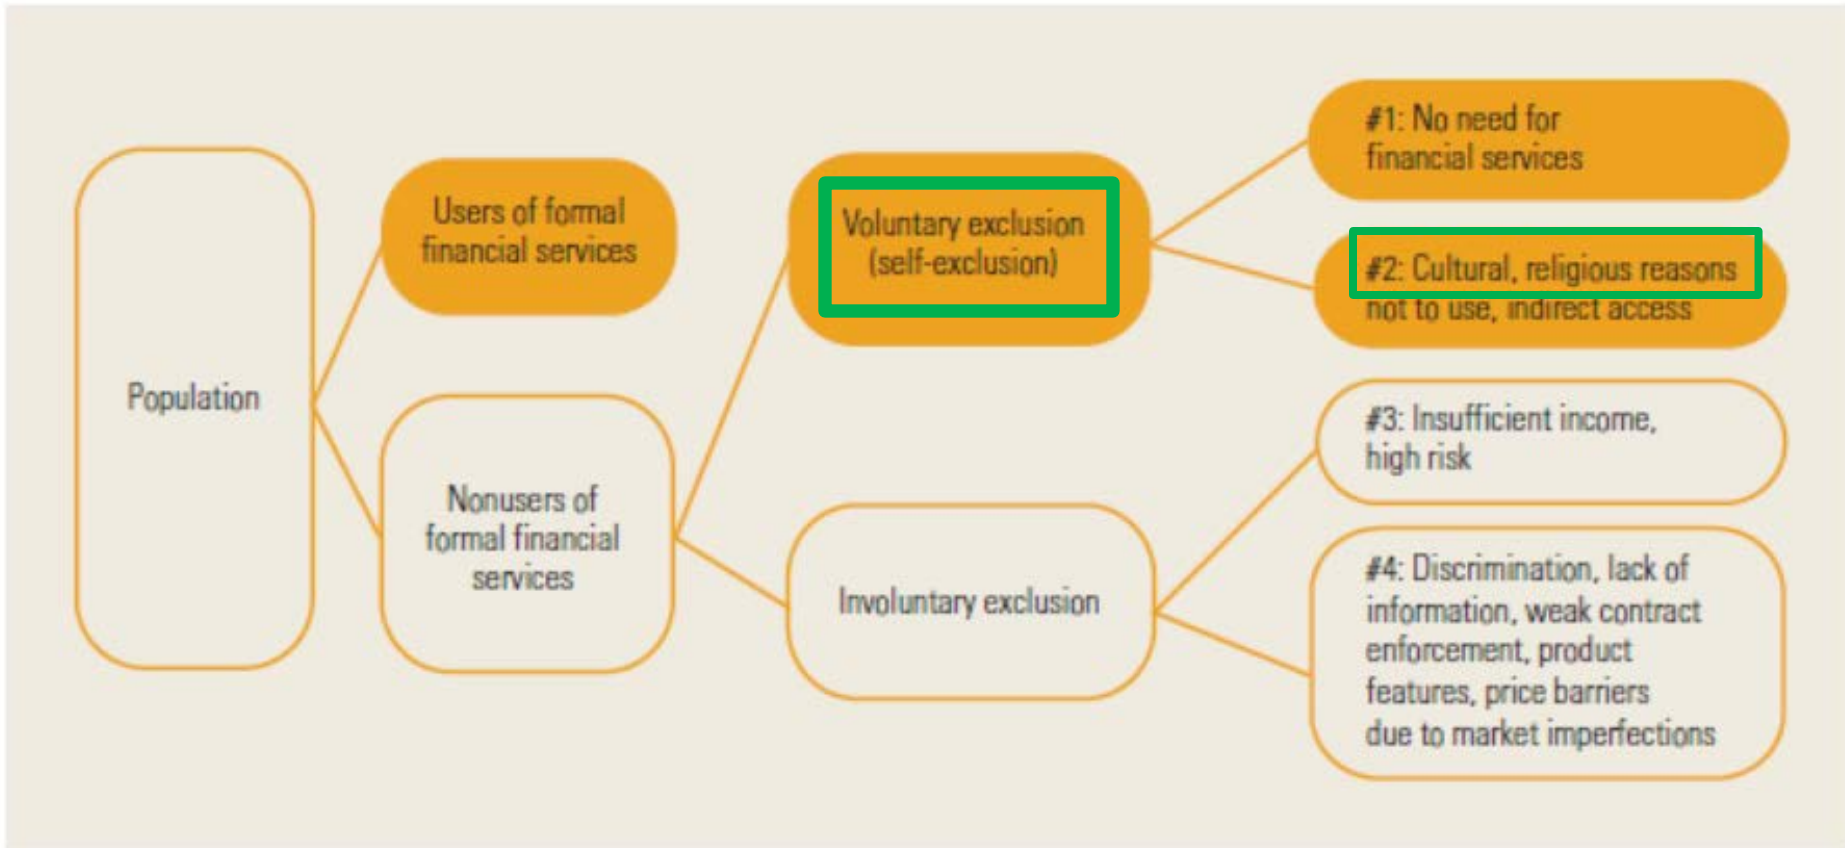 Population
Users of formal
financial services
Nonusers of
formal financial
services
Voluntary exclusion
(self-exclusion)
Involuntary exclusion
#1: No need for
financial services
#2: Cultural, religious reasons
not to use, indirect access
#3: Insufficient income,
high risk
#4: Discrimination, lack of
information, weak contract
enforcement, product
features, price barriers
due to market imperfections